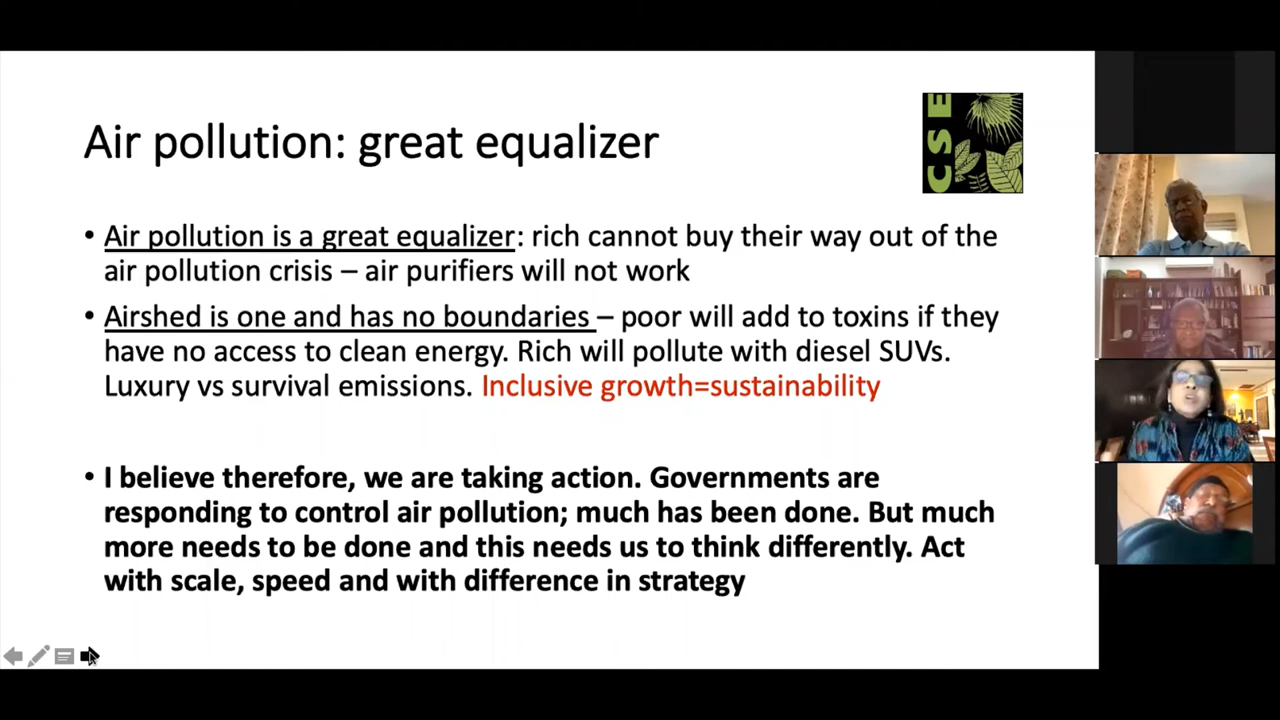 Air pollution: great equalizer
CSE
• Air pollution is a great equalizer: rich cannot buy their way out of the
air pollution crisis – air purifiers will not work
• Airshed is one and has no boundaries – poor will add to toxins if they
have no access to clean energy. Rich will pollute with diesel SUVs.
Luxury vs survival emissions. Inclusive growth=sustainability
• I believe therefore, we are taking action. Governments are
responding to control air pollution; much has been done. But much
more needs to be done and this needs us to think differently. Act
with scale, speed and with difference in strategy